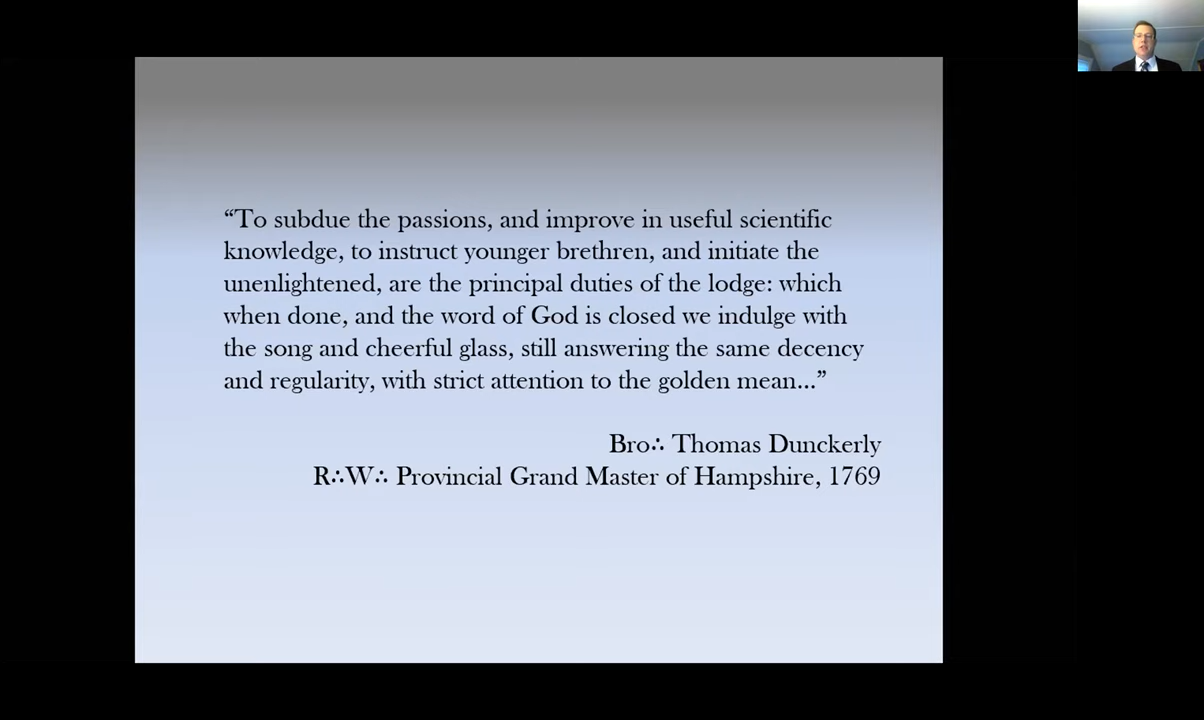 “To subdue the passions, and improve in useful scientific
knowledge, to instruct younger brethren, and initiate the
unenlightened, are the principal duties of the lodge: which
when done, and the word of God is closed we indulge with
the song and cheerful glass, still answering the same decency
and regularity, with strict attention to the golden mean...”
Bro∴ Thomas Dunckerly
R∴W∴ Provincial Grand Master of Hampshire, 1769